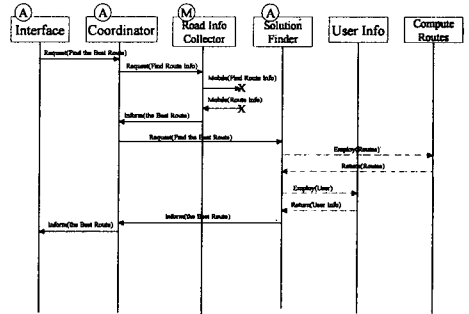 A A M A
Interface Coordinator Road Info Collector Solution Finder User Info Compute Routes
Request(Find the Best Route)
Request(Find Route Info)
Mobile(Find Route Info)
X
Mobile(Route Info)
X
Inform(the Best Route)
Request(Find the Best Route)
Employ(Routes)
Return(Routes)
Employ(User)
Return(User Info)
Inform(the Best Route)
Inform(the Best Route)